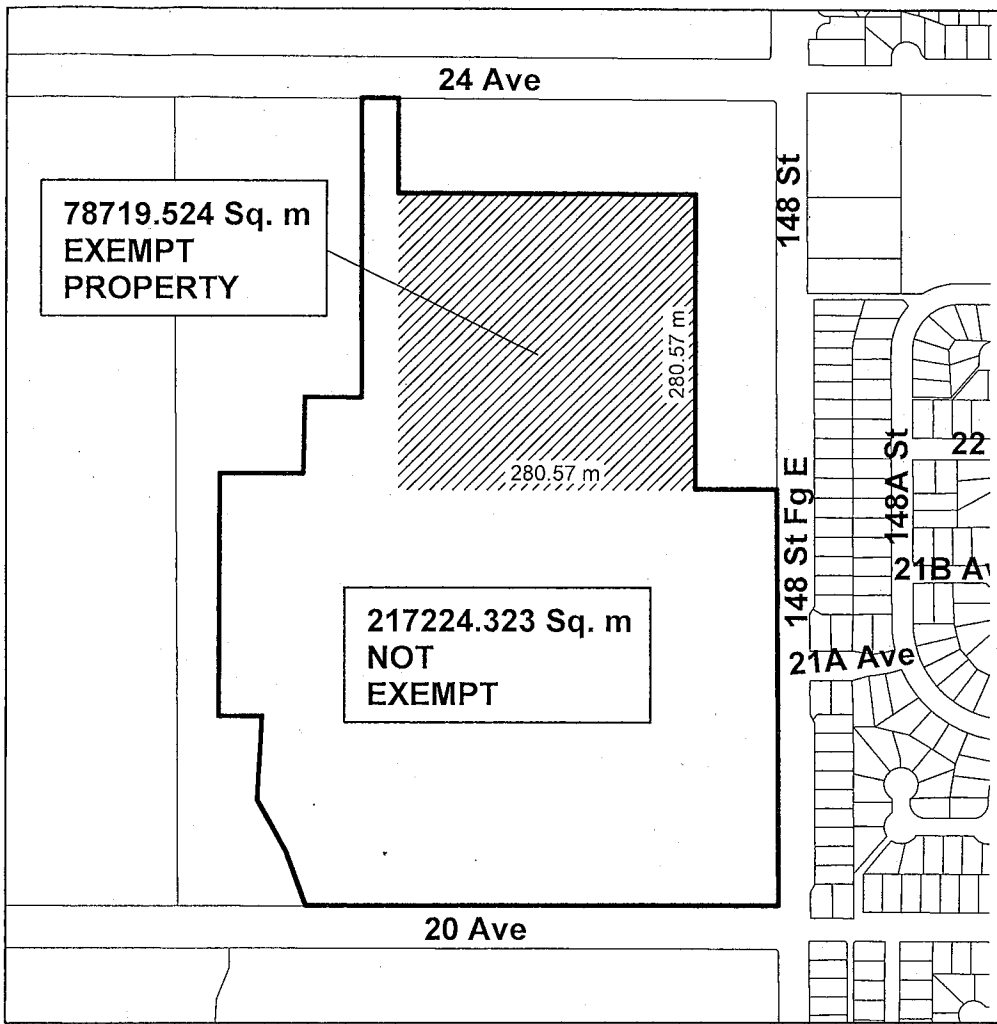 24 Ave
78719.524 Sq. m
EXEMPT
PROPERTY
148 St
280.57 m
280.57 m
148 St Fg E
148A St
22
21B Av
217224.323 Sq. m
NOT
EXEMPT
21A Ave
20 Ave